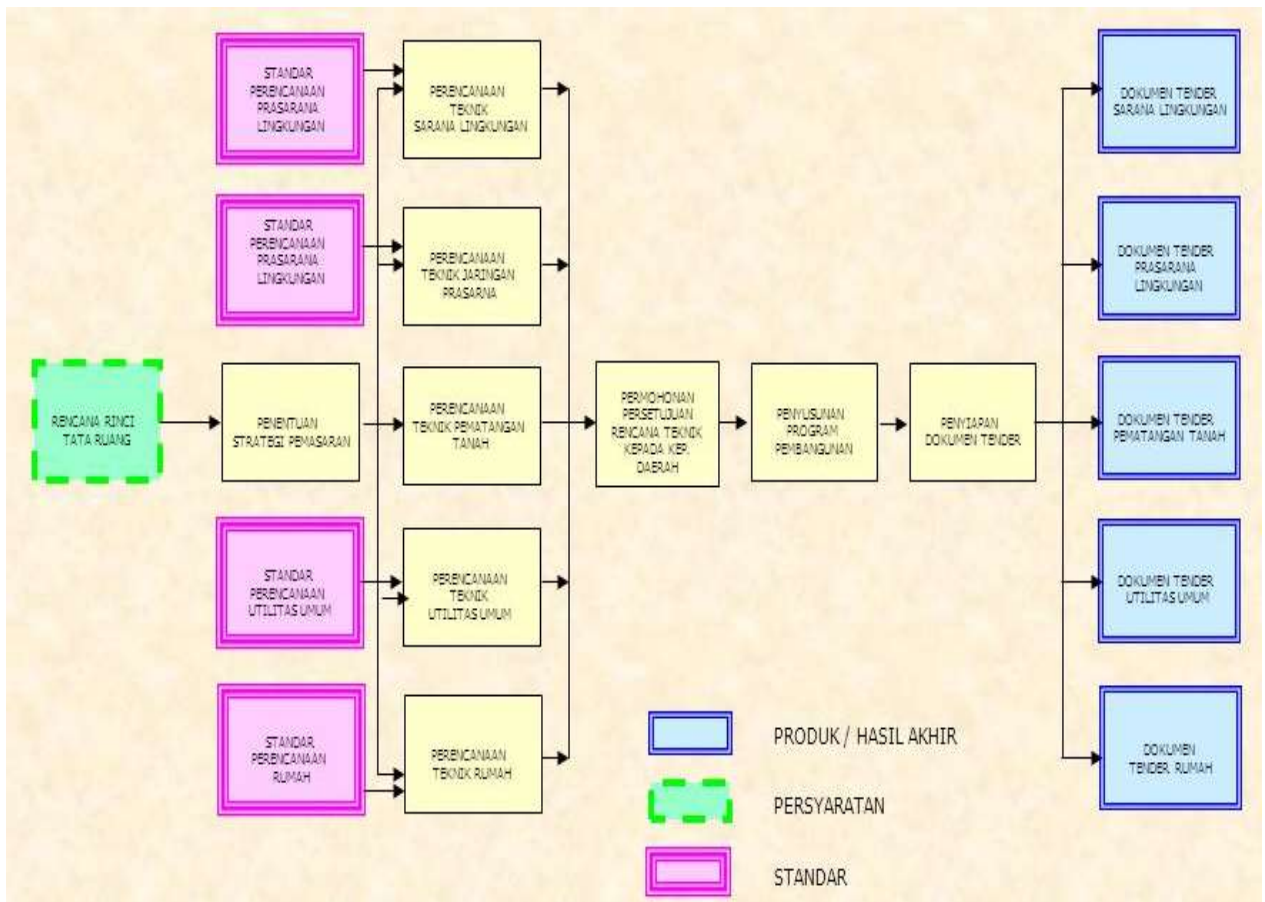 STANDAR
PERENCANAAN
PRASARANA
LINGKUNGAN
PERENCANAAN
TEKNIK
SARANA LINGKUNGAN
DOKUMEN TENDER
SARANA LINGKUNGAN
STANDAR
PERENCANAAN
PRASARANA
LINGKUNGAN
PERENCANAAN
TEKNIK JARINGAN
PRASARNA
DOKUMEN TENDER
PRASARANA
LINGKUNGAN
RENCANA RINCI
TATA RUANG
PENENTUAN
STRATEGI PEMASARAN
PERENCANAAN
TEKNIK PEMATANGAN
TANAH
PERMOHONAN
PERSETUJUAN
RENCANA TEKNIK
KEPADA KEP.
DAERAH
PENYUSUNAN
PROGRAM
PEMBANGUNAN
PENYIAPAN
DOKUMEN TENDER
DOKUMEN TENDER
PEMATANGAN TANAH
STANDAR
PERENCANAAN
UTILITAS UMUM
PERENCANAAN
TEKNIK
UTILITAS UMUM
DOKUMEN TENDER
UTILITAS UMUM
STANDAR
PERENCANAAN
RUMAH
PERENCANAAN
TEKNIK RUMAH
DOKUMEN
TENDER RUMAH
PRODUK / HASIL AKHIR
PERSYARATAN
STANDAR